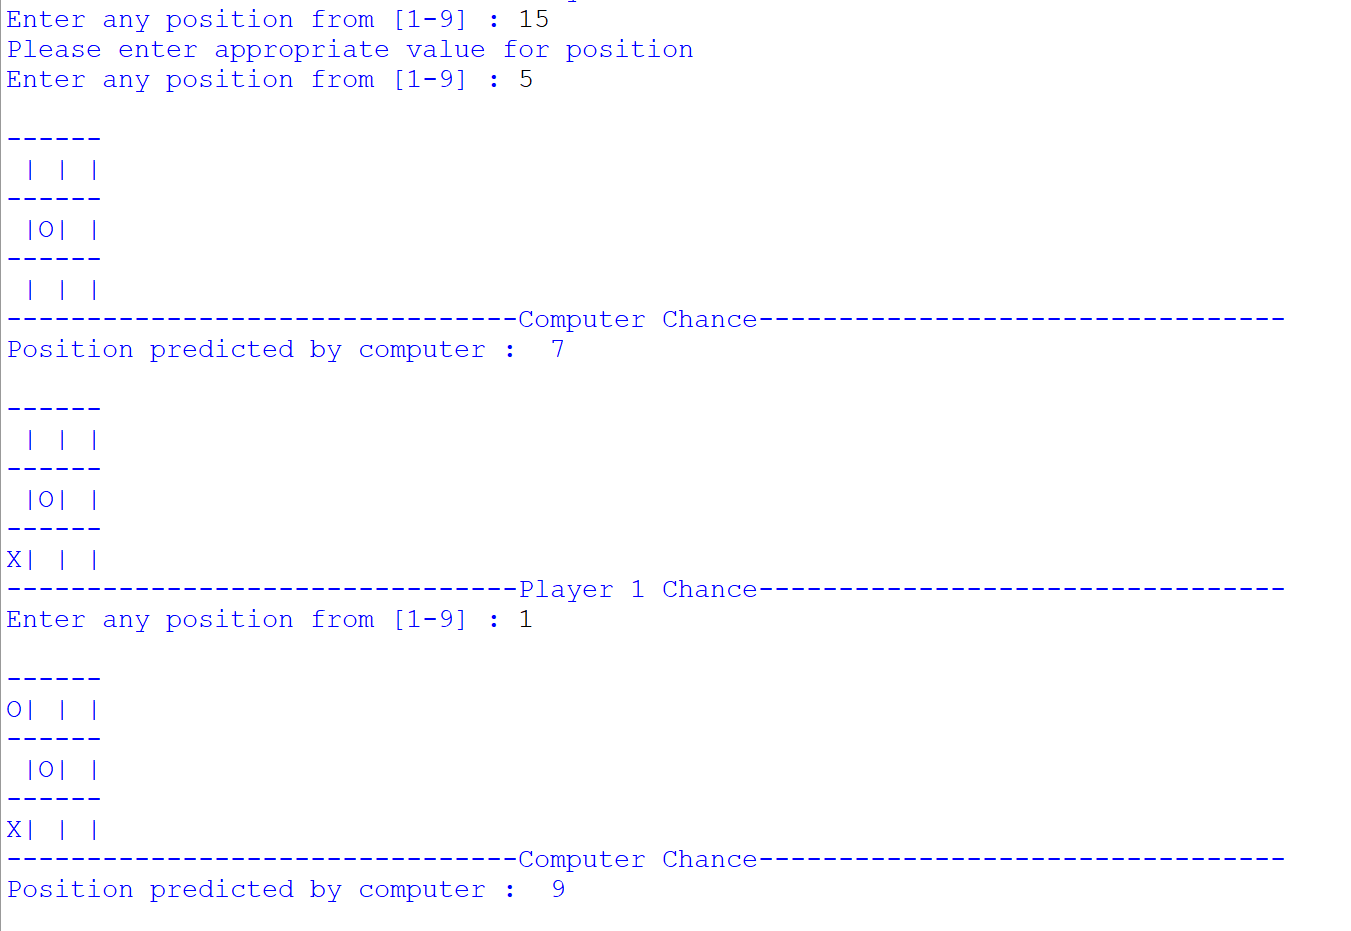 Enter any position from [1-9] : 15
Please enter appropriate value for position
Enter any position from [1-9] : 5
------
 | | |
------
 |O| |
------
 | | |
--------------------------------Computer Chance---------------------------------
Position predicted by computer :  7
------
 | | |
------
 |O| |
------
X| | |
--------------------------------Player 1 Chance---------------------------------
Enter any position from [1-9] : 1
------
O| | |
------
 |O| |
------
X| | |
--------------------------------Computer Chance---------------------------------
Position predicted by computer :  9